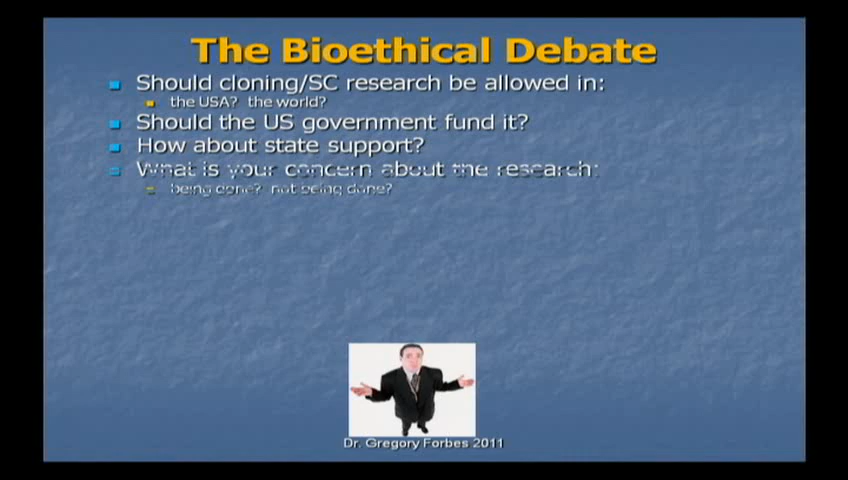 The Bioethical Debate
Should cloning/SC research be allowed in:
the USA? the world?
Should the US government fund it?
How about state support?
What is your concern about the research:
being done? not being done?
Dr. Gregory Forbes 2011